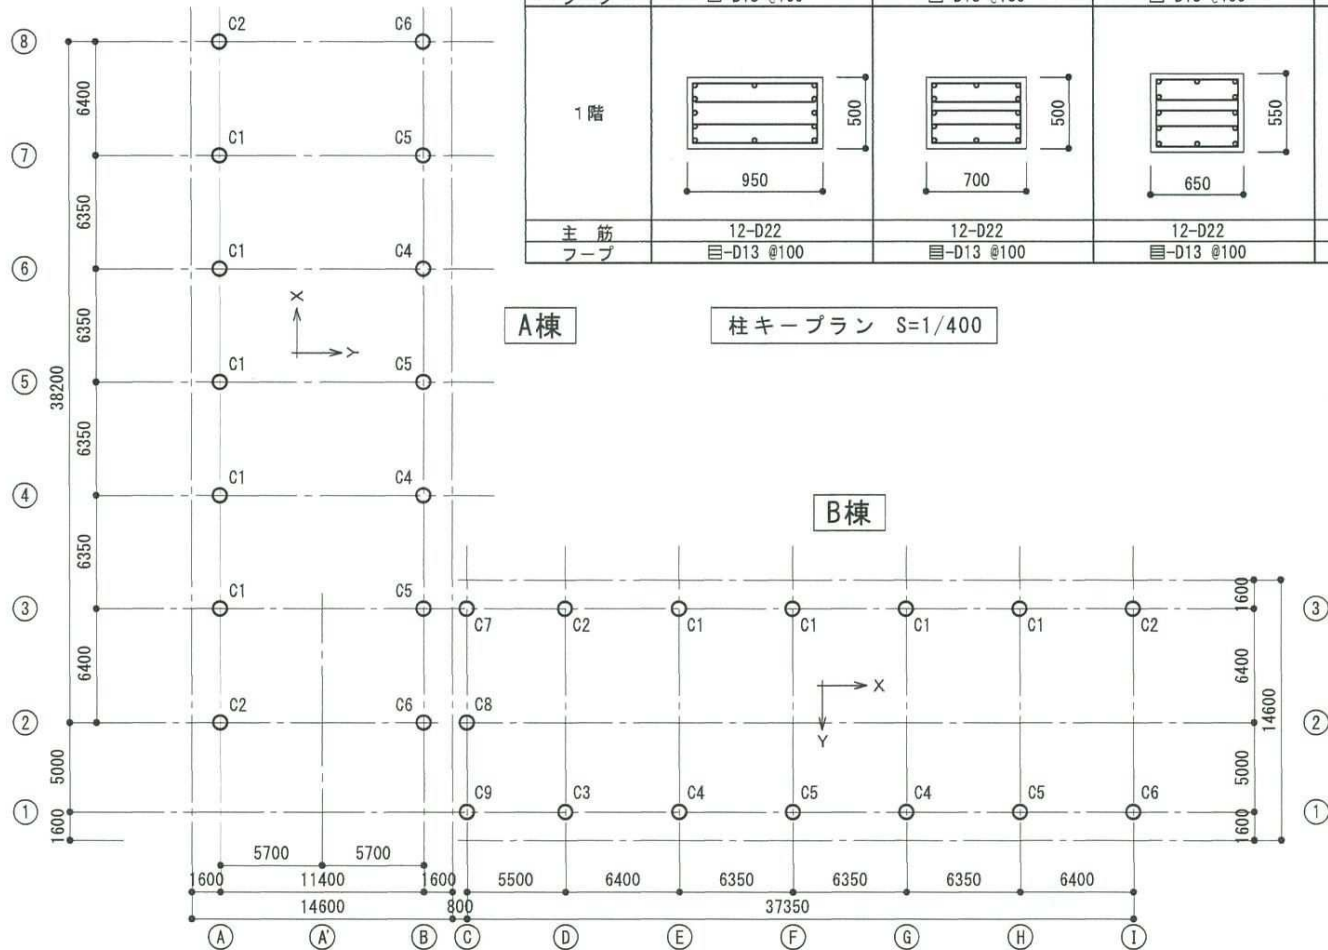 ⑧
C2
C6
6400
⑦
C1
C5
6350
⑥
C1
C4
6350
X
Y
⑤
C1
C5
38200
6350
④
C1
C4
6350
③
C1
C5
6400
②
C2
C6
5000
①
1600
5700
5700
1600
11400
1600
14600
800
Ⓐ
Ⓐ'
Ⓑ
Ⓒ
Ⓓ
Ⓔ
Ⓕ
Ⓖ
Ⓗ
Ⓘ
1階
500
950
500
700
550
650
主 筋
12-D22
12-D22
12-D22
フープ
目-D13 @100
目-D13 @100
目-D13 @100
A棟
柱キープラン S=1/400
B棟
C7
C2
C1
C1
C1
C1
C2
C8
X
Y
C9
C3
C4
C5
C4
C5
C6
1600
6400
5000
1600
14600
③
②
①
5500
6400
6350
6350
6350
6400
37350